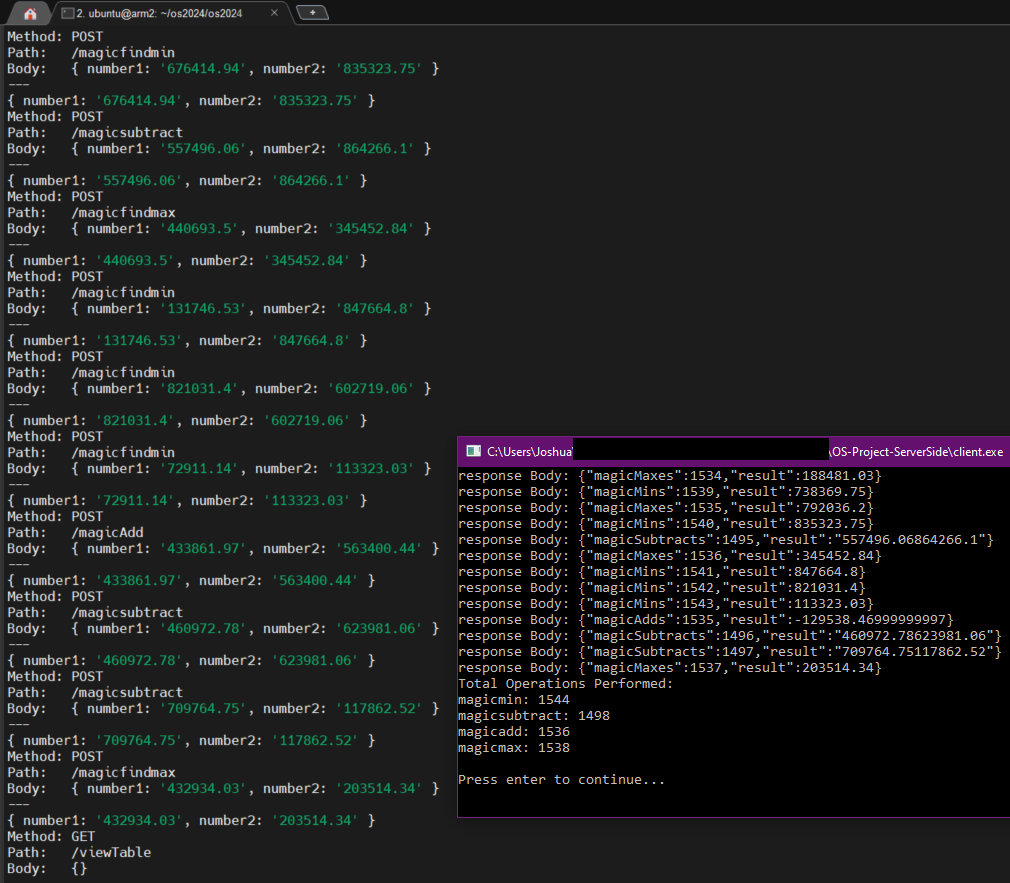 2. ubuntu@arm2: ~/os2024/os2024
Method: POST
Path:   /magicfindmin
Body:   { number1: '676414.94', number2: '835323.75' }
---
{ number1: '676414.94', number2: '835323.75' }
Method: POST
Path:   /magicsubtract
Body:   { number1: '557496.06', number2: '864266.1' }
---
{ number1: '557496.06', number2: '864266.1' }
Method: POST
Path:   /magicfindmax
Body:   { number1: '440693.5', number2: '345452.84' }
---
{ number1: '440693.5', number2: '345452.84' }
Method: POST
Path:   /magicfindmin
Body:   { number1: '131746.53', number2: '847664.8' }
---
{ number1: '131746.53', number2: '847664.8' }
Method: POST
Path:   /magicfindmin
Body:   { number1: '821031.4', number2: '602719.06' }
---
{ number1: '821031.4', number2: '602719.06' }
Method: POST
Path:   /magicfindmin
Body:   { number1: '72911.14', number2: '113323.03' }
---
{ number1: '72911.14', number2: '113323.03' }
Method: POST
Path:   /magicAdd
Body:   { number1: '433861.97', number2: '563400.44' }
---
{ number1: '433861.97', number2: '563400.44' }
Method: POST
Path:   /magicsubtract
Body:   { number1: '460972.78', number2: '623981.06' }
---
{ number1: '460972.78', number2: '623981.06' }
Method: POST
Path:   /magicsubtract
Body:   { number1: '709764.75', number2: '117862.52' }
---
{ number1: '709764.75', number2: '117862.52' }
Method: POST
Path:   /magicfindmax
Body:   { number1: '432934.03', number2: '203514.34' }
---
{ number1: '432934.03', number2: '203514.34' }
Method: GET
Path:   /viewTable
Body:   {}
C:\Users\Joshua\OS-Project-ServerSide\client.exe
response Body: {"magicMaxes":1534,"result":188481.03}
response Body: {"magicMins":1539,"result":738369.75}
response Body: {"magicMaxes":1535,"result":792036.2}
response Body: {"magicMins":1540,"result":835323.75}
response Body: {"magicSubtracts":1495,"result":"557496.06864266.1"}
response Body: {"magicMaxes":1536,"result":345452.84}
response Body: {"magicMins":1541,"result":847664.8}
response Body: {"magicMins":1542,"result":821031.4}
response Body: {"magicMins":1543,"result":113323.03}
response Body: {"magicAdds":1535,"result":-129538.46999999997}
response Body: {"magicSubtracts":1496,"result":"460972.78623981.06"}
response Body: {"magicSubtracts":1497,"result":"709764.75117862.52"}
response Body: {"magicMaxes":1537,"result":203514.34}
Total Operations Performed:
magicmin: 1544
magicsubtract: 1498
magicadd: 1536
magicmax: 1538
Press enter to continue...